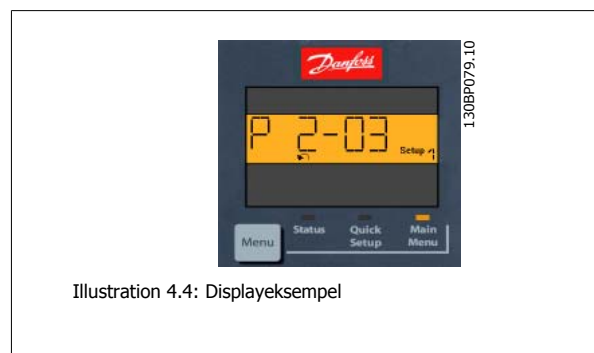 Danfoss
P 2-03
Setup 1
Status
Quick Setup
Main Menu
Menu
130BP079.10
Illustration 4.4: Displayeksempel